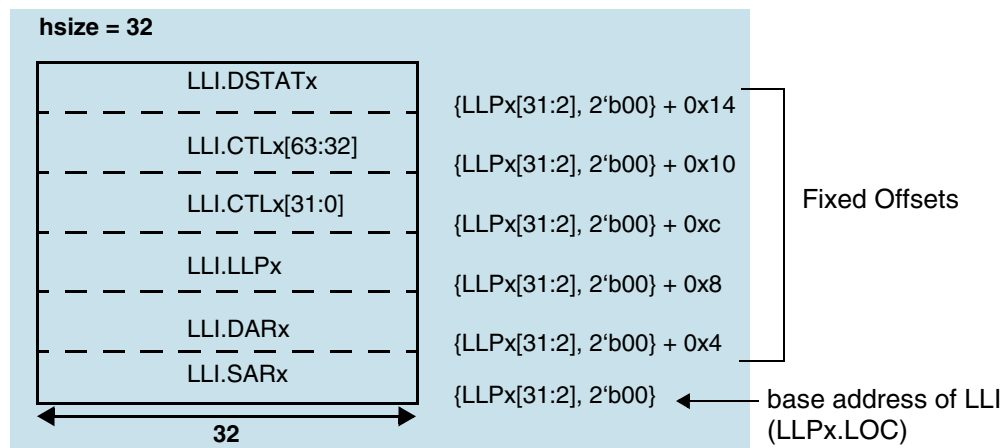 hsize = 32
LLI.DSTATx
{LLPx[31:2], 2‘b00} + 0x14
LLI.CTLx[63:32]
{LLPx[31:2], 2‘b00} + 0x10
LLI.CTLx[31:0]
{LLPx[31:2], 2‘b00} + 0xc
Fixed Offsets
LLI.LLPx
{LLPx[31:2], 2‘b00} + 0x8
LLI.DARx
{LLPx[31:2], 2‘b00} + 0x4
LLI.SARx
{LLPx[31:2], 2‘b00}
base address of LLI
(LLPx.LOC)
32